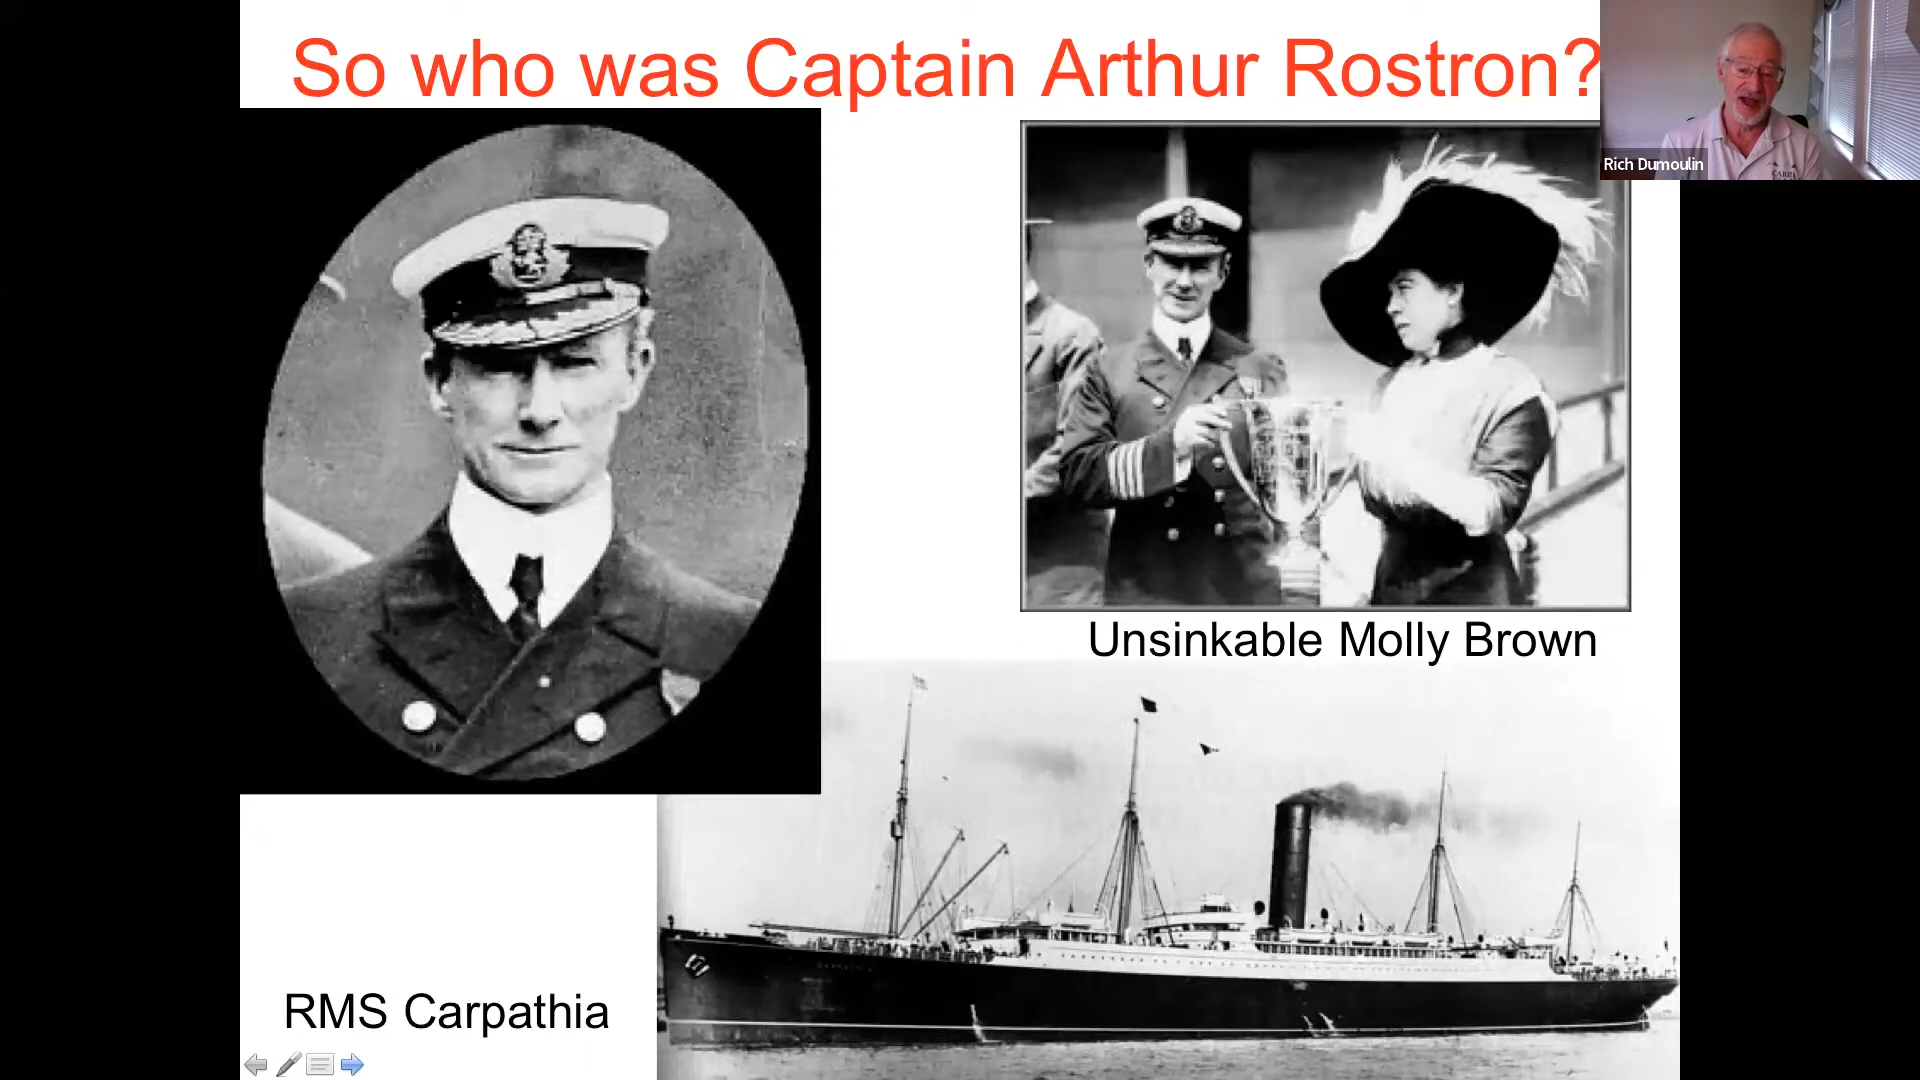 So who was Captain Arthur Rostron?
Rich Dumoulin
Unsinkable Molly Brown
RMS Carpathia